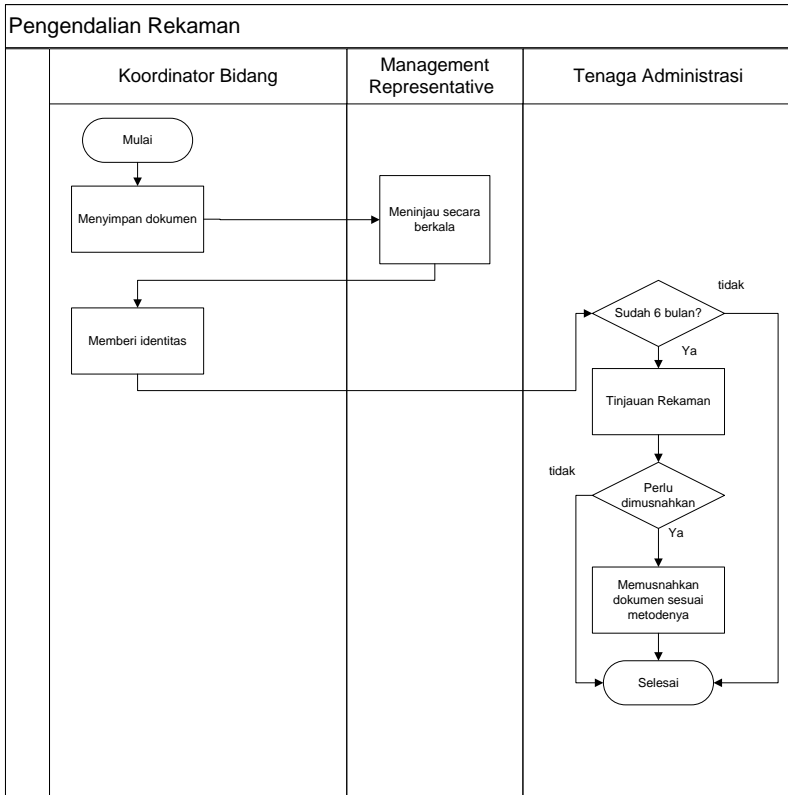 Pengendalian Rekaman
Koordinator Bidang
Management
Representative
Tenaga Administrasi
Mulai
Menyimpan dokumen
Meninjau secara
berkala
Memberi identitas
Sudah 6 bulan?
tidak
Ya
Tinjauan Rekaman
tidak
Perlu
dimusnahkan
Ya
Memusnahkan
dokumen sesuai
metodenya
Selesai